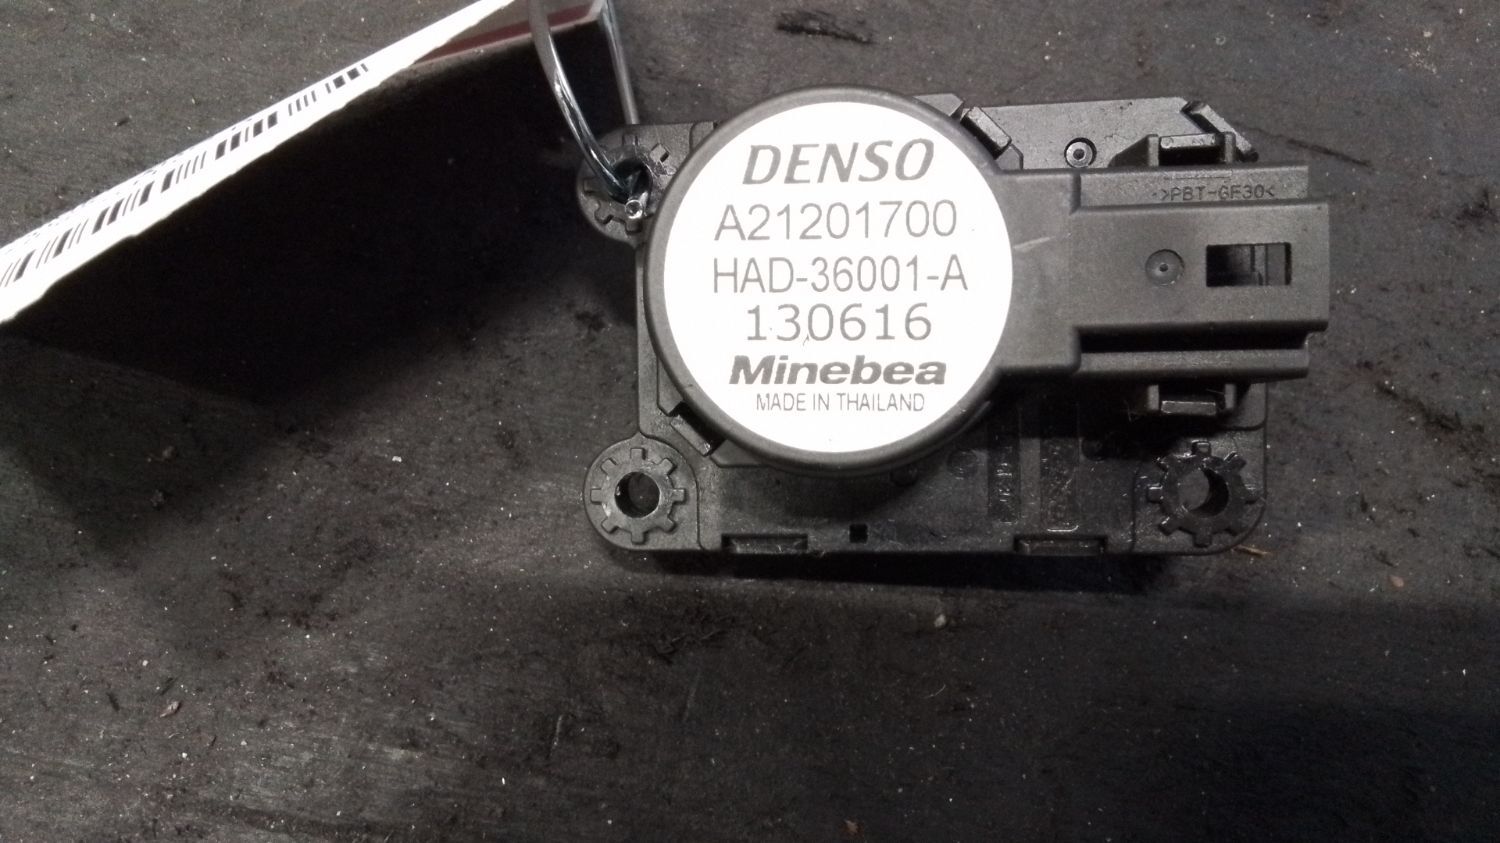 DENSO
A21201700
HAD-36001-A
130616
Minebea
MADE IN THAILAND
>PBT-GF30<